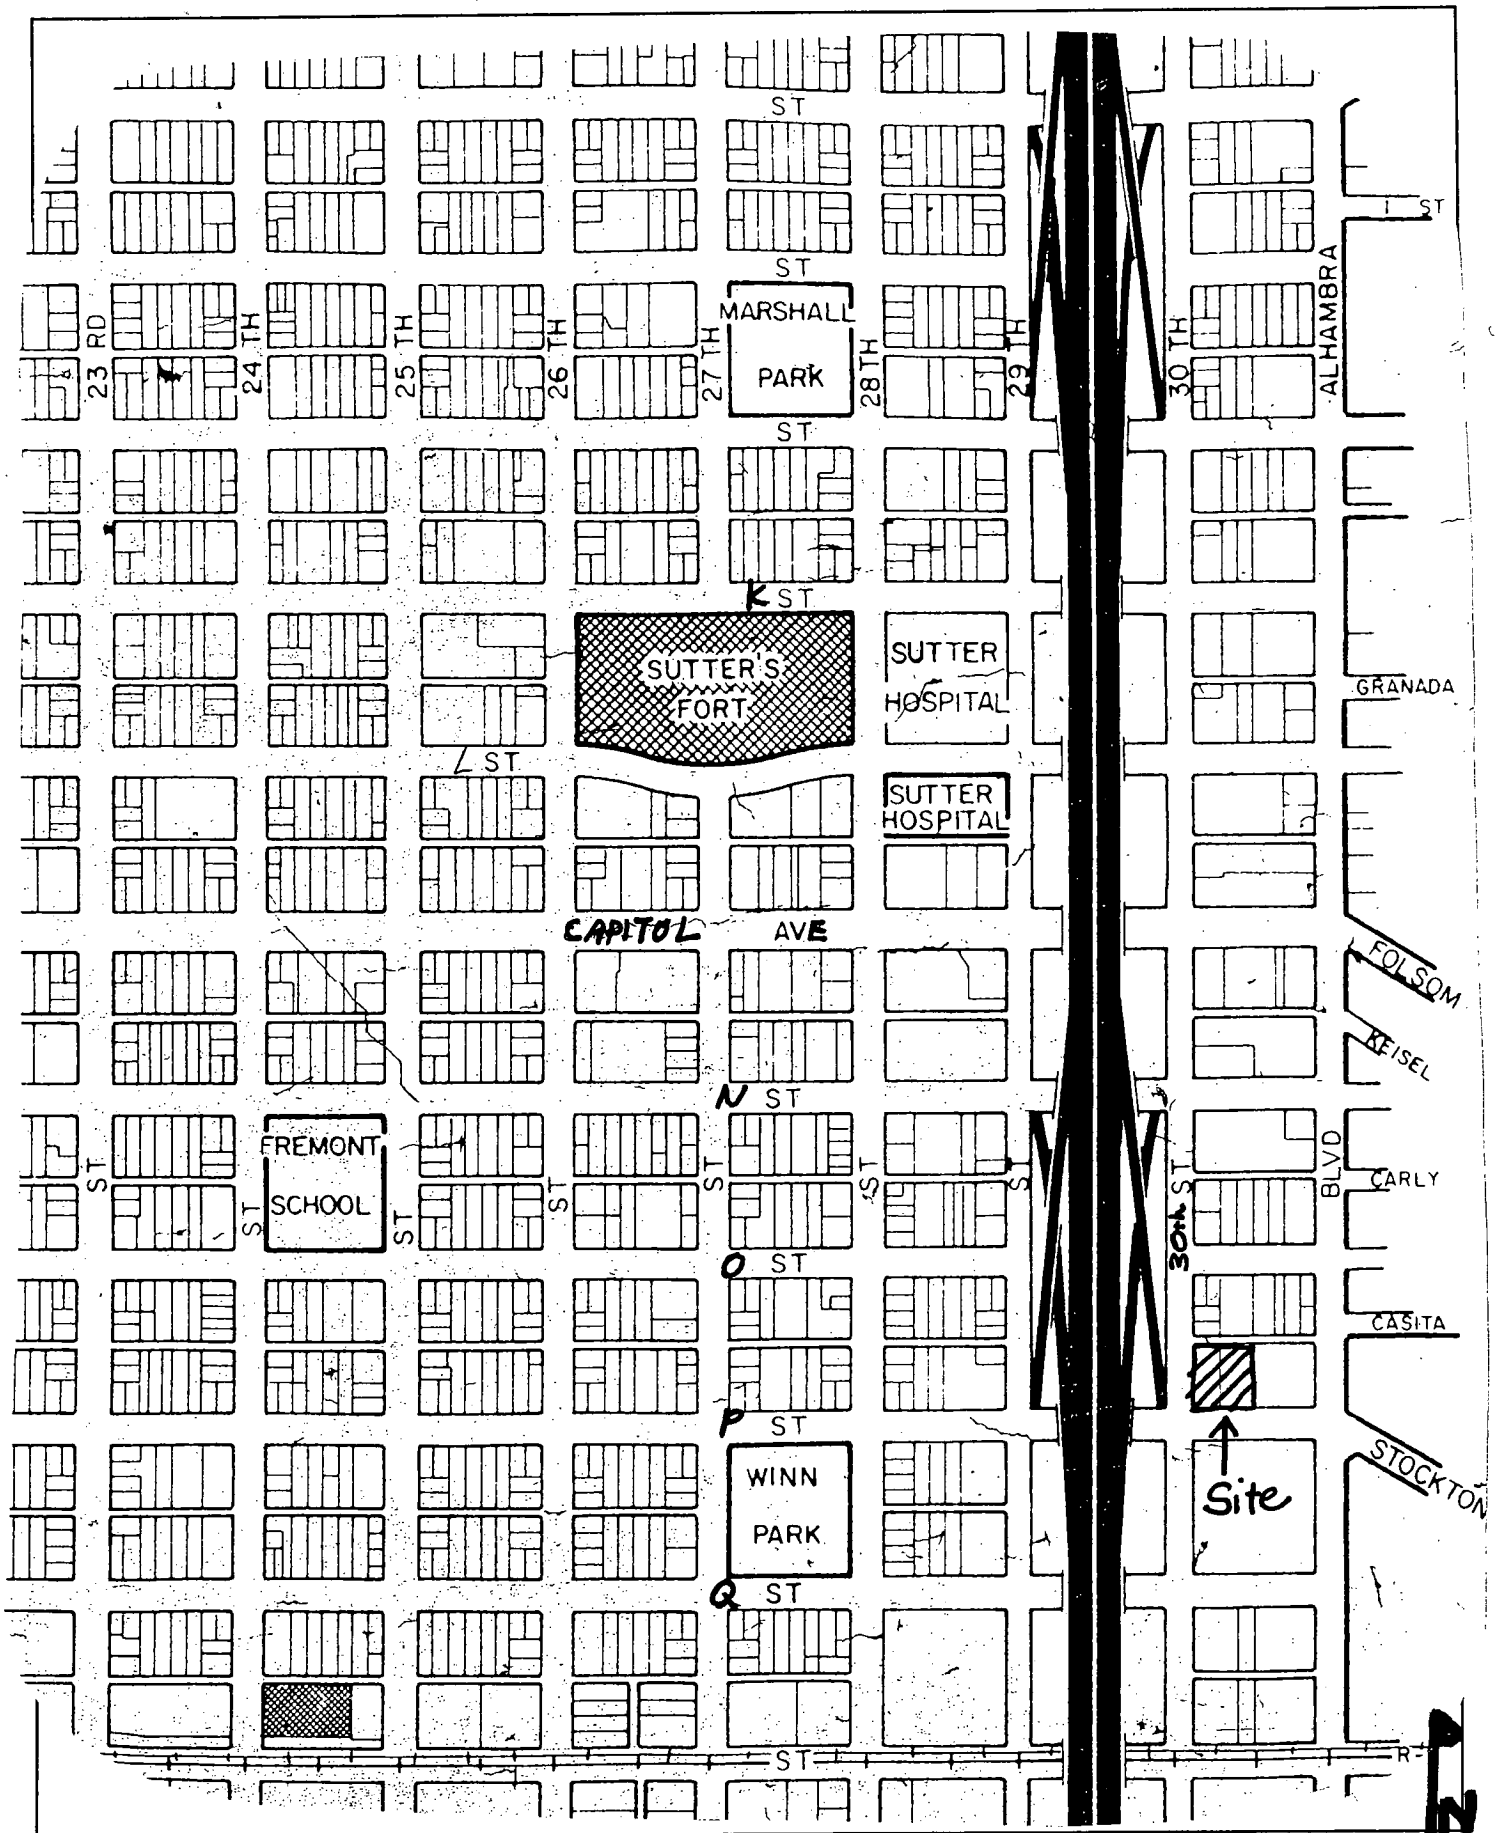 ST
I ST
ST
MARSHALL
PARK
23 RD
24 TH
25 TH
26 TH
27 TH
28 TH
29 TH
30 TH
ALHAMBRA
ST
K ST
SUTTER'S
FORT
SUTTER
HOSPITAL
GRANADA
L ST
SUTTER
HOSPITAL
CAPITOL AVE
FOLSOM
KEISEL
N ST
FREMONT
SCHOOL
ST
ST
ST
ST
ST
ST
ST
30th ST
BLVD
CARLY
O ST
CASITA
P ST
WINN
PARK
Site
STOCKTON
Q ST
ST
R
N